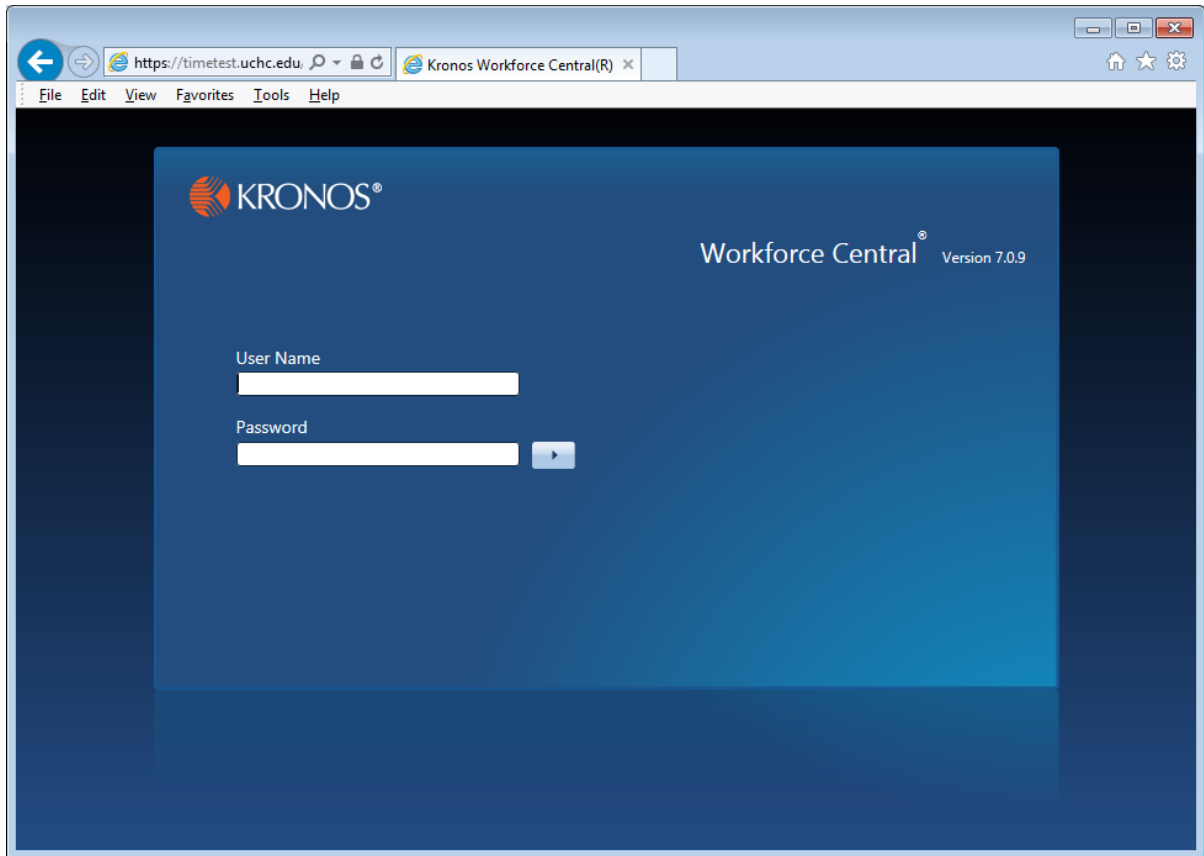 https://timetest.uchc.edu/ Kronos Workforce Central(R)
File Edit View Favorites Tools Help
KRONOS®
Workforce Central® Version 7.0.9
User Name
Password